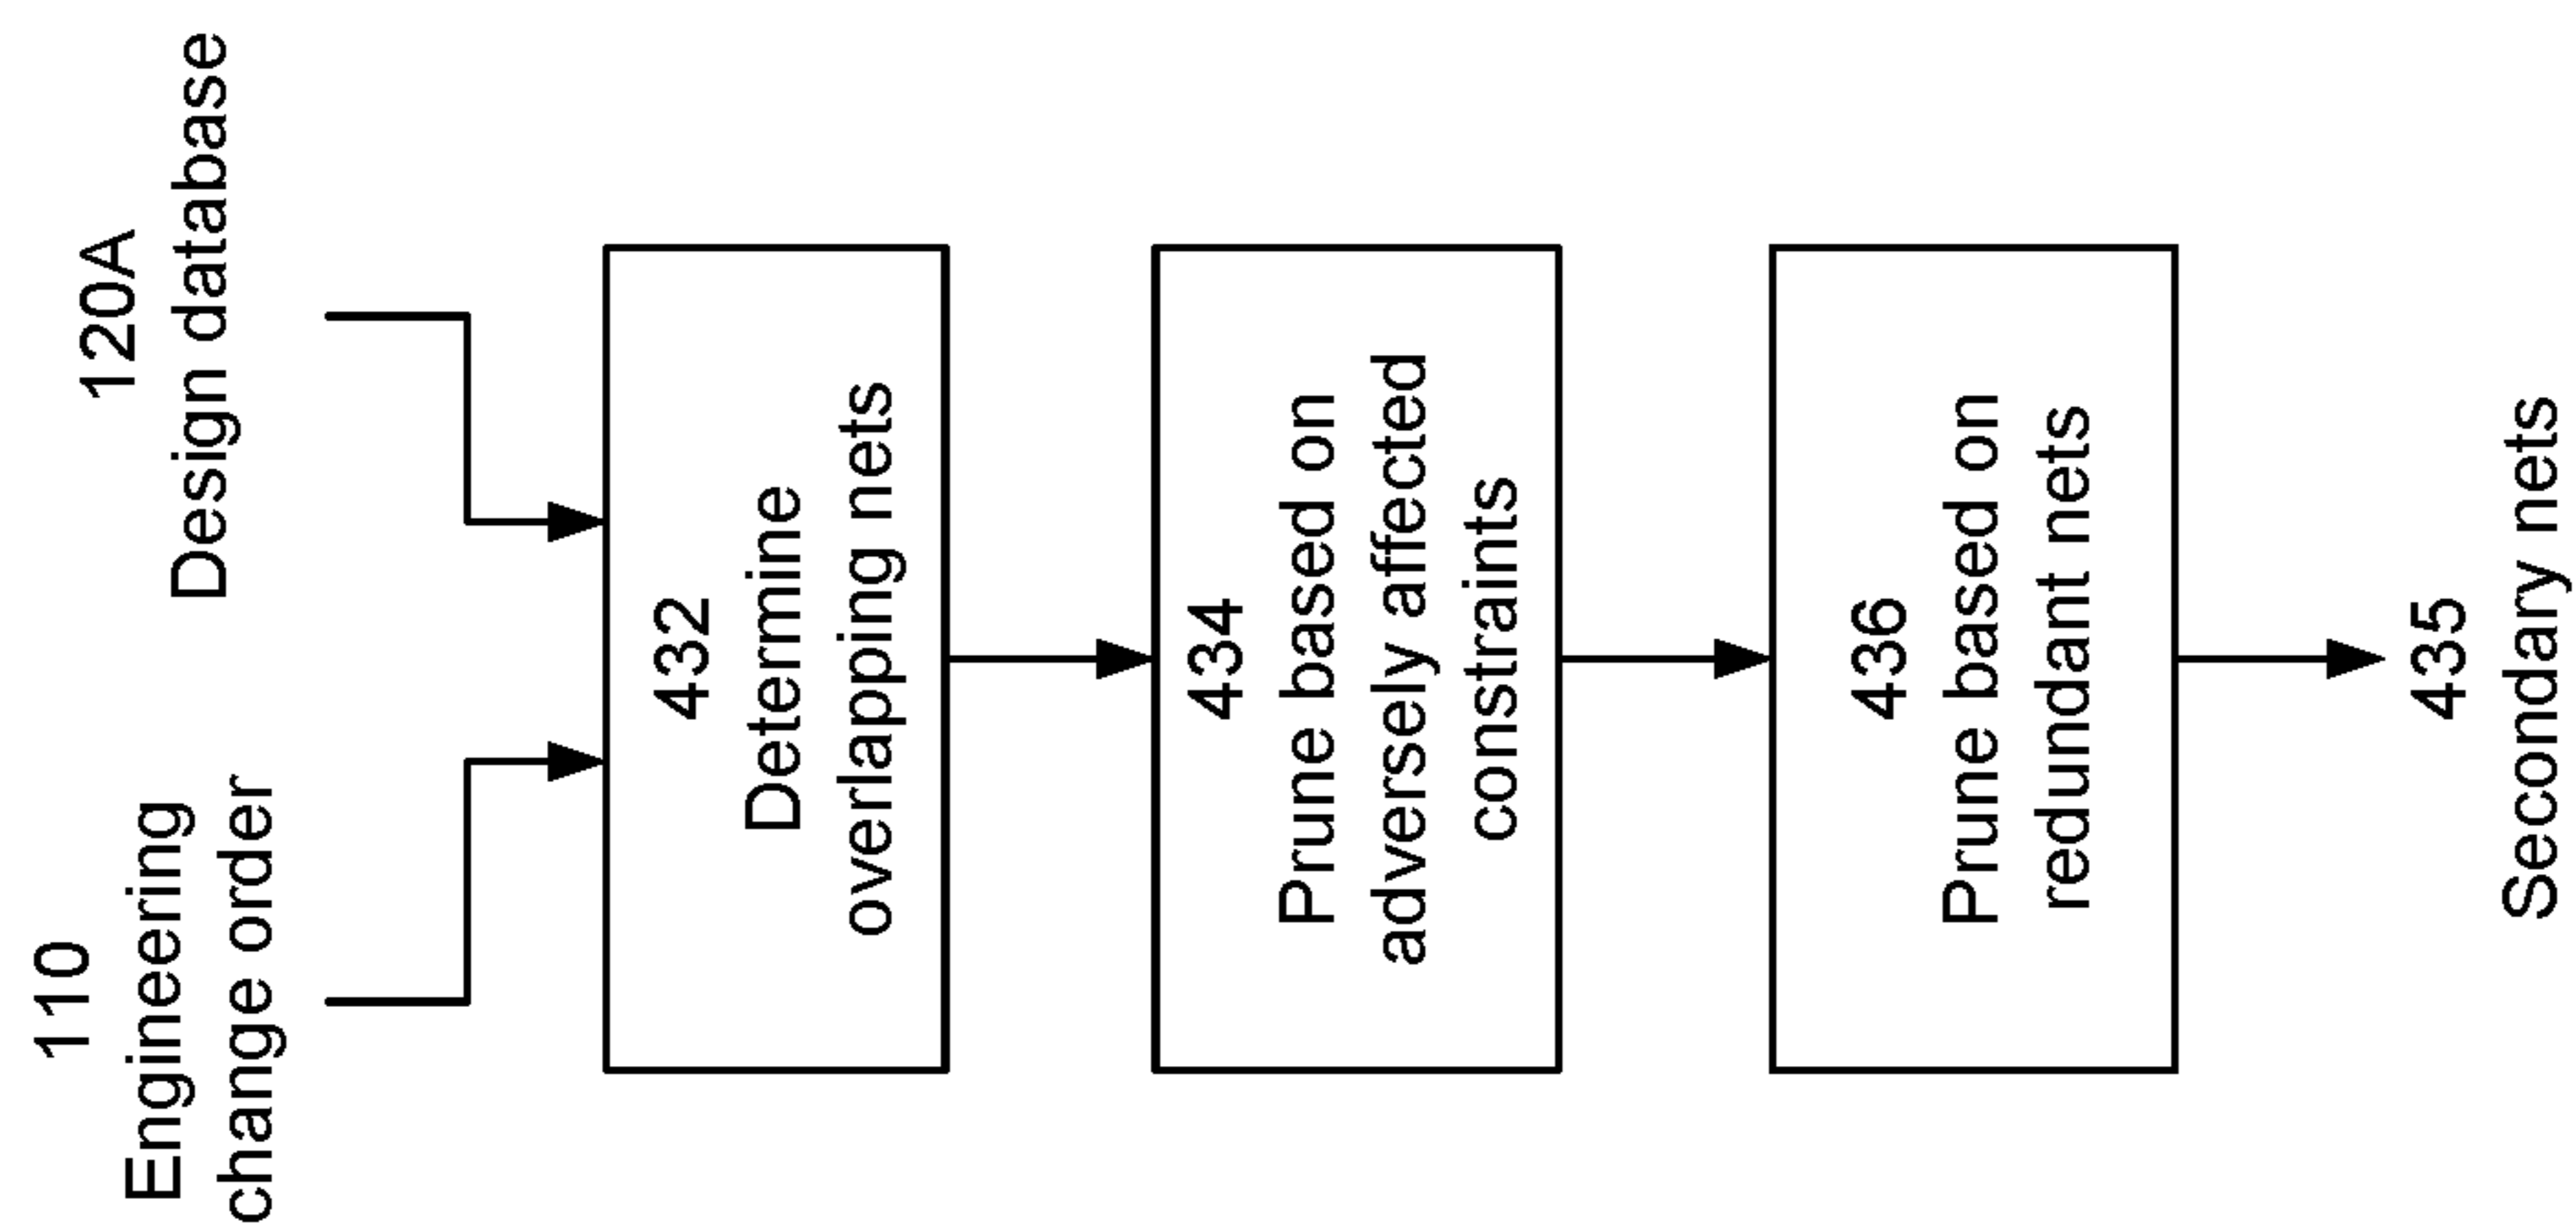 110
Engineering
change order
120A
Design database
432
Determine
overlapping nets
434
Prune based on
adversely affected
constraints
436
Prune based on
redundant nets
435
Secondary nets